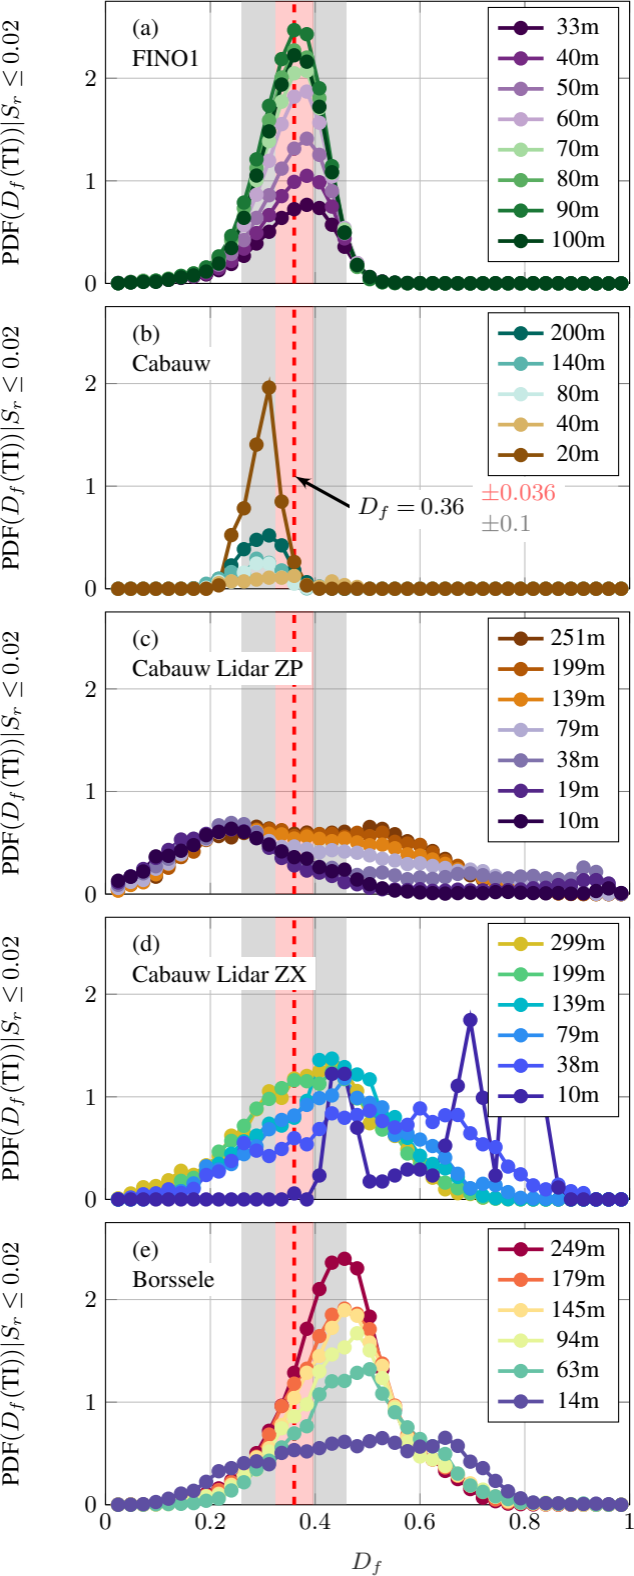 PDF(D_f(TI))|S_r ≤ 0.02
(a)
FINO1
33m
40m
50m
60m
70m
80m
90m
100m
2
1
0
PDF(D_f(TI))|S_r ≤ 0.02
(b)
Cabauw
200m
140m
80m
40m
20m
D_f = 0.36
±0.036
±0.1
2
1
0
PDF(D_f(TI))|S_r ≤ 0.02
(c)
Cabauw Lidar ZP
251m
199m
139m
79m
38m
19m
10m
2
1
0
PDF(D_f(TI))|S_r ≤ 0.02
(d)
Cabauw Lidar ZX
299m
199m
139m
79m
38m
10m
2
1
0
PDF(D_f(TI))|S_r ≤ 0.02
(e)
Borssele
249m
179m
145m
94m
63m
14m
2
1
0
0 0.2 0.4 0.6 0.8 1
D_f